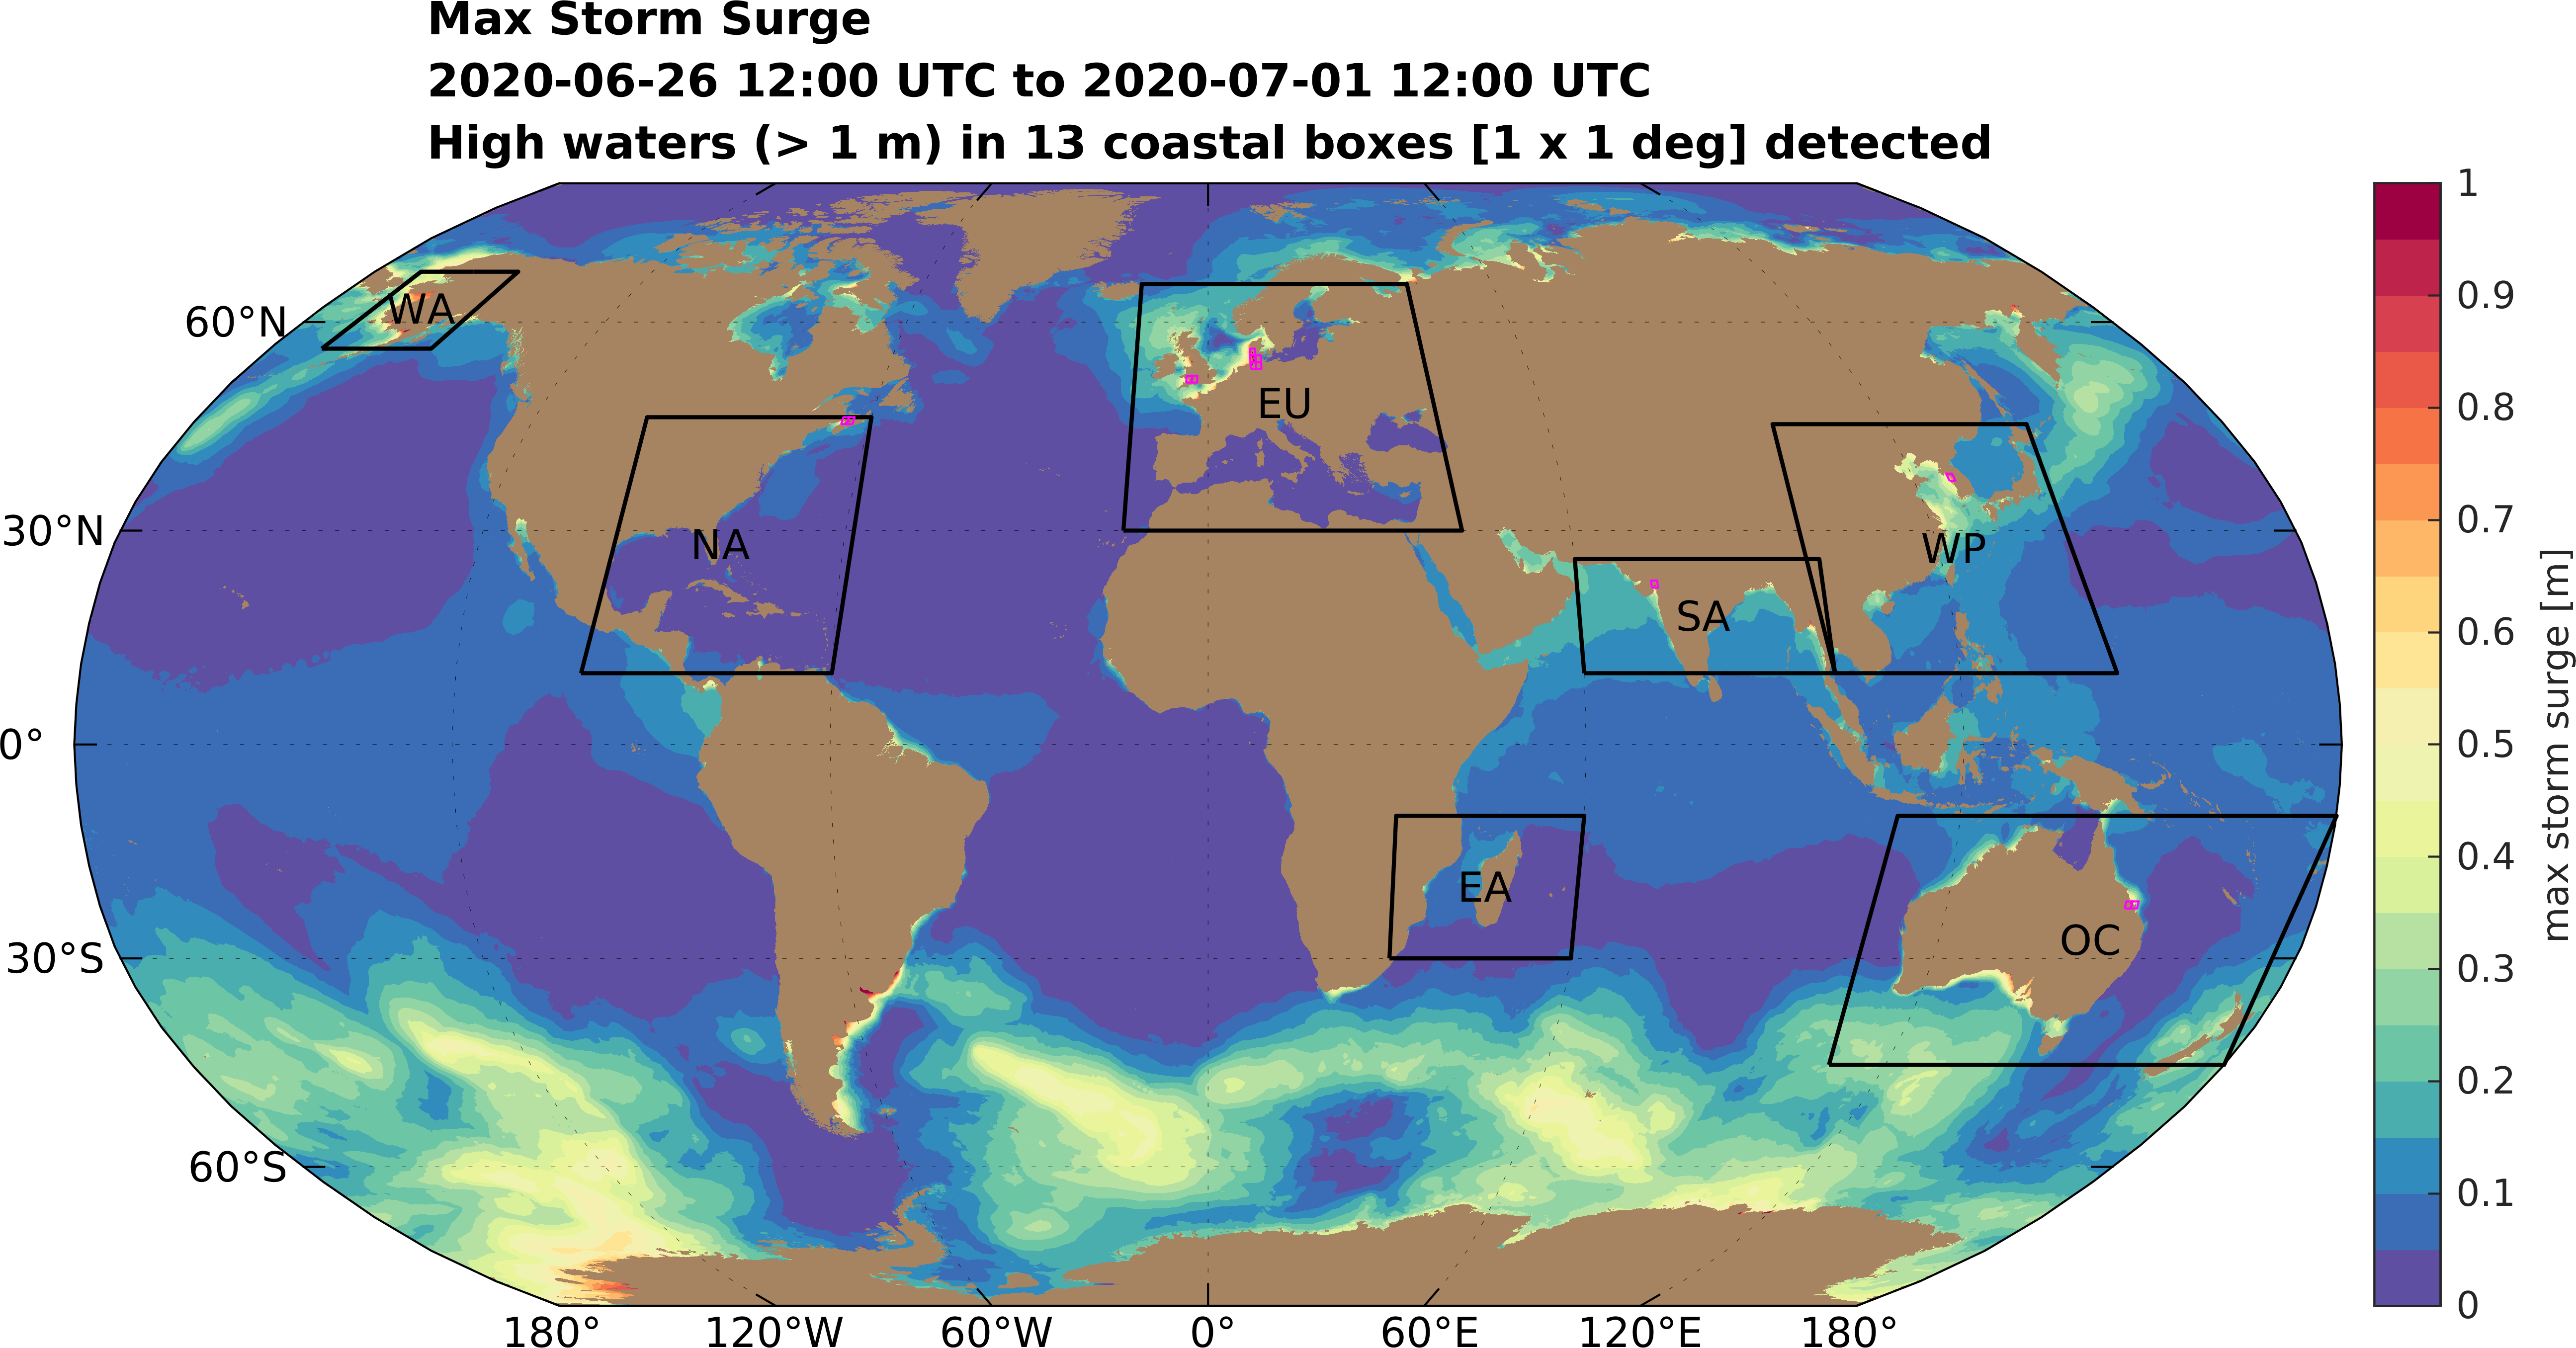 Max Storm Surge
2020-06-26 12:00 UTC to 2020-07-01 12:00 UTC
High waters (> 1 m) in 13 coastal boxes [1 x 1 deg] detected
60°N
30°N
0°
30°S
60°S
WA
NA
EU
SA
WP
EA
OC
180°
120°W
60°W
0°
60°E
120°E
180°
1
0.9
0.8
0.7
0.6
0.5
0.4
0.3
0.2
0.1
0
max storm surge [m]